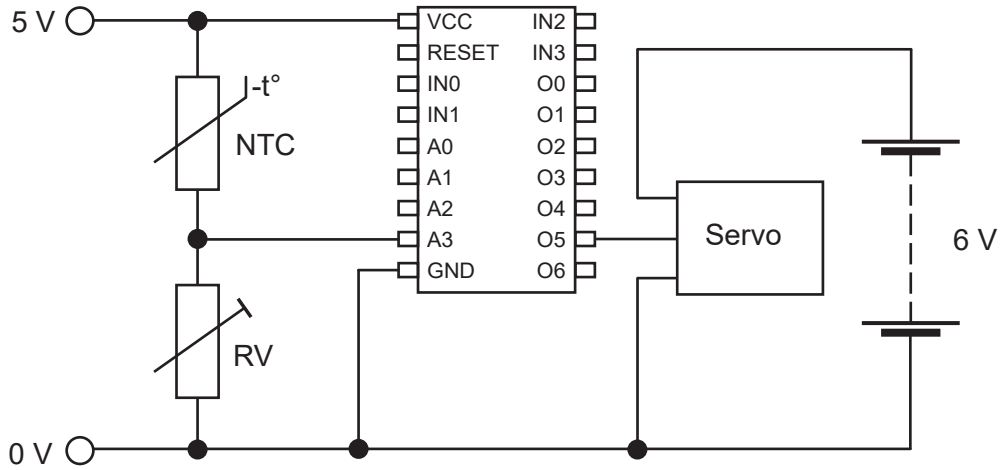 5 V
VCC IN2
RESET IN3
IN0 O0
-t°
IN1 O1
NTC
A0 O2
A1 O3
A2 O4
A3 O5
Servo
6 V
GND O6
RV
0 V